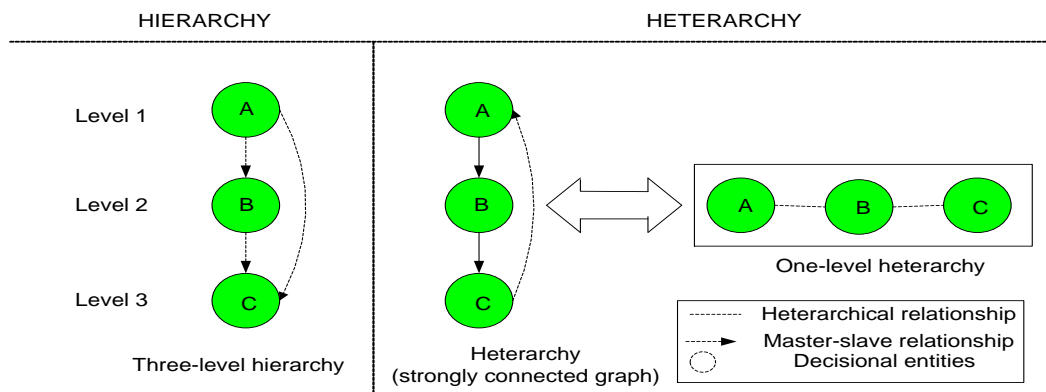 HIERARCHY
HETERARCHY
Level 1
A
Level 2
B
Level 3
C
Three-level hierarchy
A
B
C
Heterarchy
(strongly connected graph)
A
B
C
One-level heterarchy
Heterarchical relationship
Master-slave relationship
Decisional entities